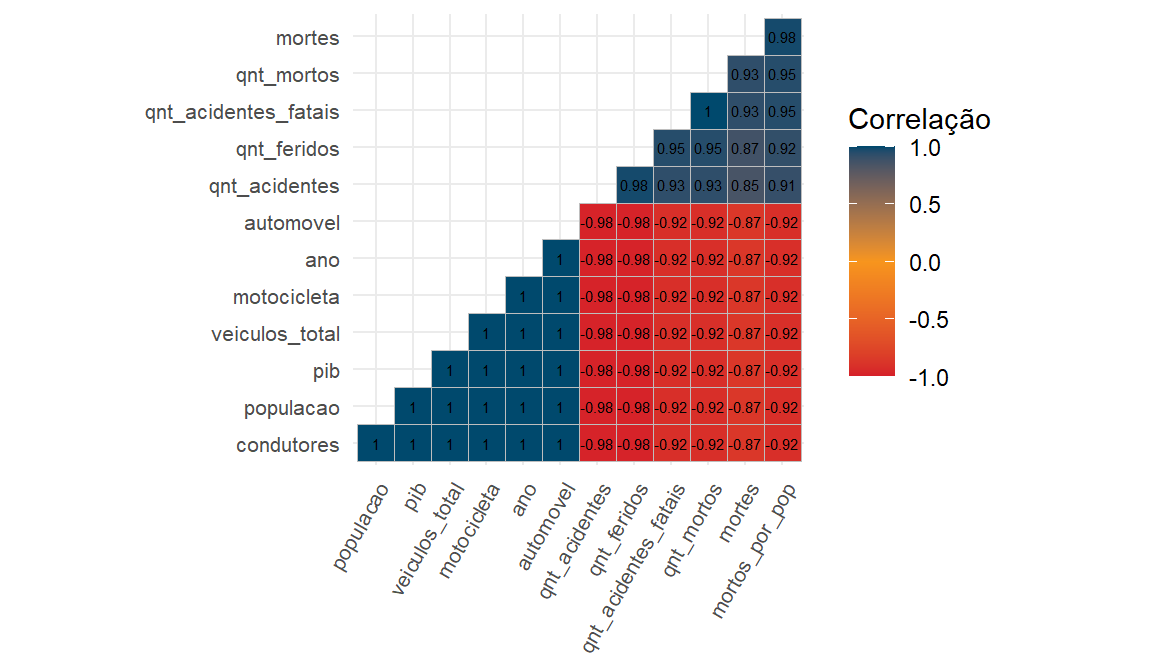 mortes 0.98
qnt_mortos 0.93 0.95
qnt_acidentes_fatais 1 0.93 0.95
qnt_feridos 0.95 0.95 0.87 0.92
qnt_acidentes 0.98 0.93 0.93 0.85 0.91
automovel -0.98 -0.98 -0.92 -0.92 -0.87 -0.92
ano 1 -0.98 -0.98 -0.92 -0.92 -0.87 -0.92
motocicleta 1 1 -0.98 -0.98 -0.92 -0.92 -0.87 -0.92
veiculos_total 1 1 1 -0.98 -0.98 -0.92 -0.92 -0.87 -0.92
pib 1 1 1 1 -0.98 -0.98 -0.92 -0.92 -0.87 -0.92
populacao 1 1 1 1 1 -0.98 -0.98 -0.92 -0.92 -0.87 -0.92
condutores 1 1 1 1 1 1 -0.98 -0.98 -0.92 -0.92 -0.87 -0.92
populacao
pib
veiculos_total
motocicleta
ano
automovel
qnt_acidentes
qnt_feridos
qnt_acidentes_fatais
qnt_mortos
mortes
mortos_por_pop
Correlação
1.0
0.5
0.0
-0.5
-1.0